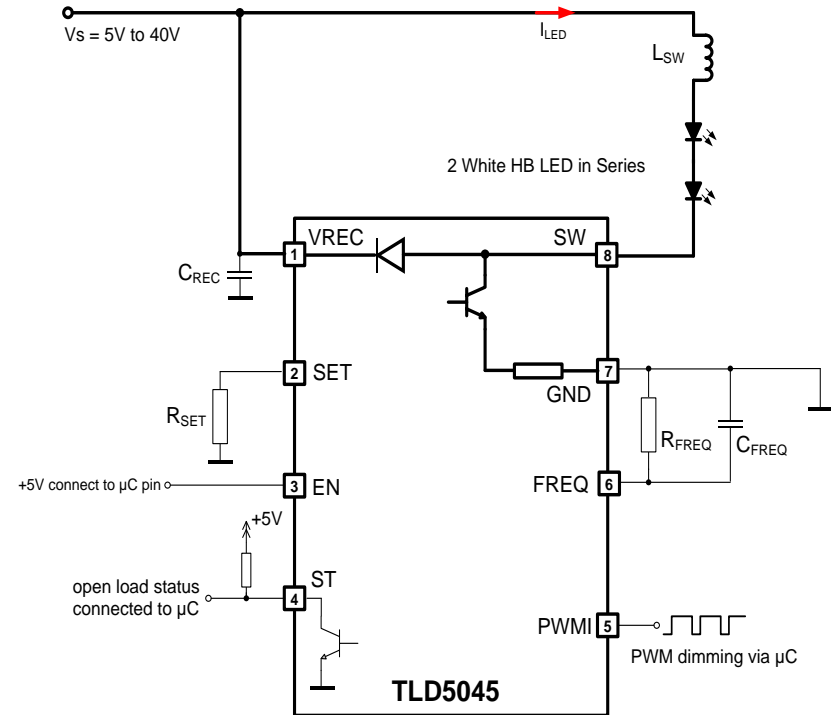 Vs = 5V to 40V
ILED
LSW
2 White HB LED in Series
VREC
SW
1
8
CREC
2
SET
7
GND
RSET
RFREQ
CFREQ
+5V connect to µC pin
3
EN
FREQ
6
+5V
open load status
connected to µC
4
ST
PWMI
5
PWM dimming via µC
TLD5045